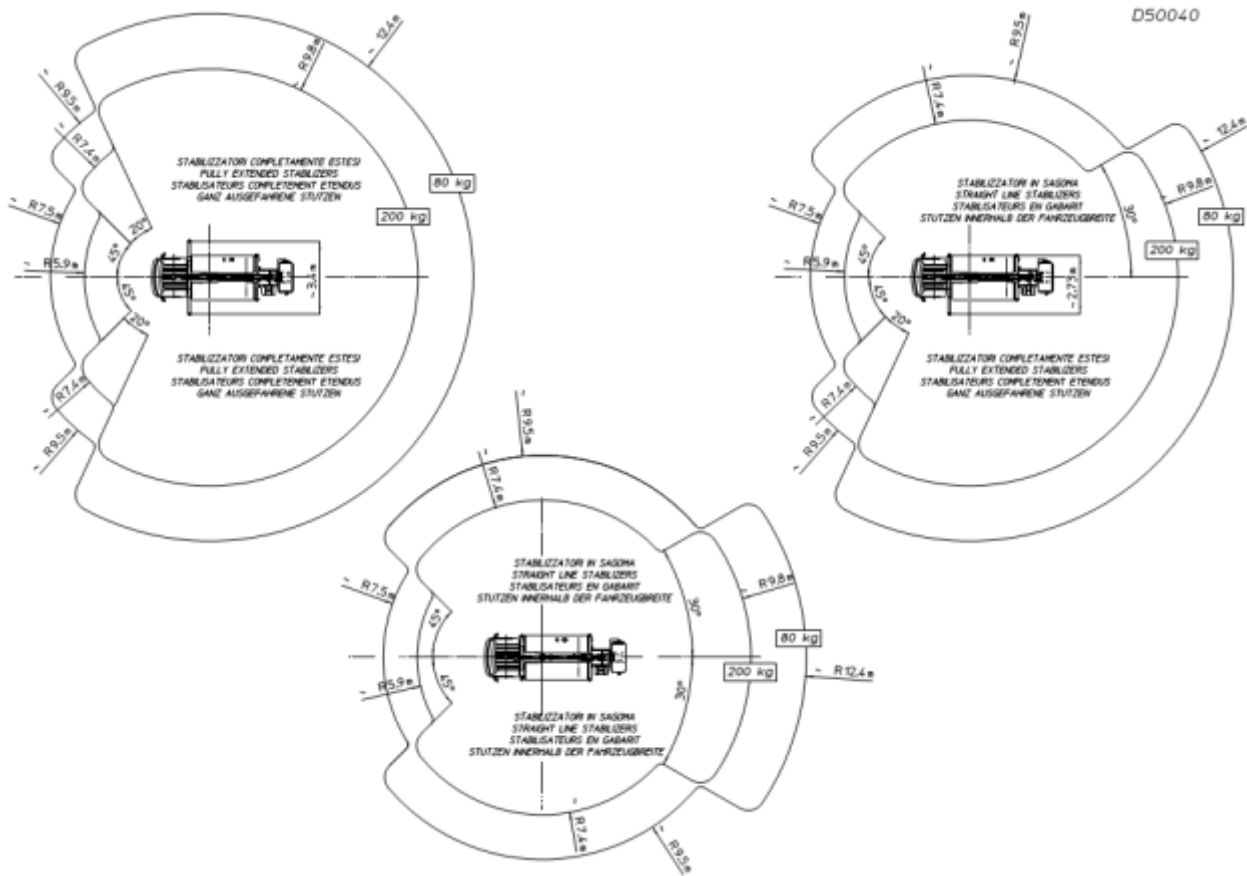 D50040
~ 12,4m
R9,8m
~ R9,5m
~ R7,4m
STABILIZZATORI COMPLETAMENTE ESTESI
FULLY EXTENDED STABILIZERS
STABILISATEURS COMPLETEMENT ETENDUS
GANZ AUSGEFAHRENE STUTZEN
80 kg
200 kg
~ R7,5m
20°
45°
~ R5,9m
~3,4m
45°
20°
STABILIZZATORI COMPLETAMENTE ESTESI
FULLY EXTENDED STABILIZERS
STABILISATEURS COMPLETEMENT ETENDUS
GANZ AUSGEFAHRENE STUTZEN
~ R7,4m
~ R9,5m
~ R9,5m
~ R7,4m
~ 12,4m
STABILIZZATORI IN SAGOMA
STRAIGHT LINE STABILIZERS
STABILISATEURS EN GABARIT
STUTZEN INNERHALB DER FAHRZEUGBREITE
R9,8m
80 kg
30°
200 kg
~ R7,5m
45°
~ R5,9m
~2,73m
45°
20°
STABILIZZATORI COMPLETAMENTE ESTESI
FULLY EXTENDED STABILIZERS
STABILISATEURS COMPLETEMENT ETENDUS
GANZ AUSGEFAHRENE STUTZEN
~ R7,4m
~ R9,5m
~ R9,5m
~ R7,4m
STABILIZZATORI IN SAGOMA
STRAIGHT LINE STABILIZERS
STABILISATEURS EN GABARIT
STUTZEN INNERHALB DER FAHRZEUGBREITE
~ R7,5m
R9,8m
45°
30°
80 kg
200 kg
~ R12,4m
~ R5,9m
45°
30°
STABILIZZATORI IN SAGOMA
STRAIGHT LINE STABILIZERS
STABILISATEURS EN GABARIT
STUTZEN INNERHALB DER FAHRZEUGBREITE
~ R7,4m
~ R9,5m